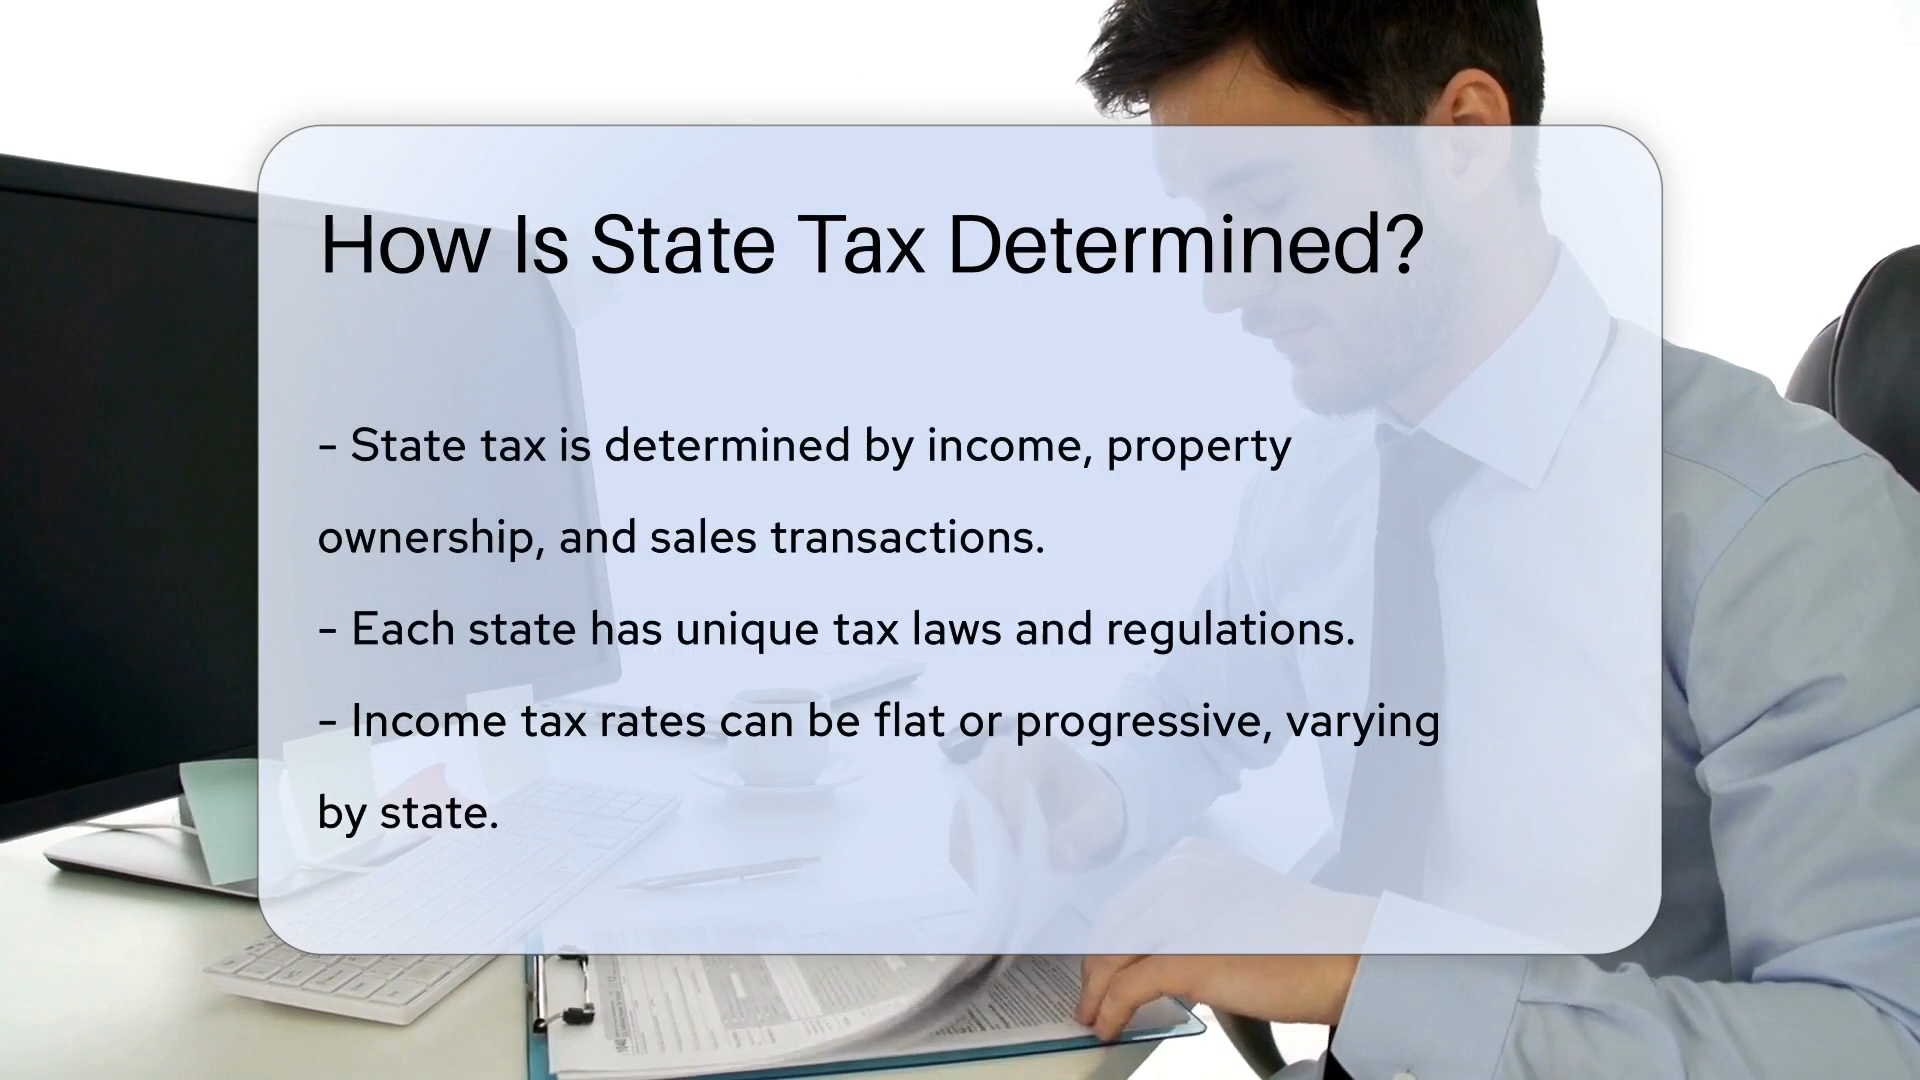 How Is State Tax Determined?
- State tax is determined by income, property
ownership, and sales transactions.
- Each state has unique tax laws and regulations.
- Income tax rates can be flat or progressive, varying
by state.